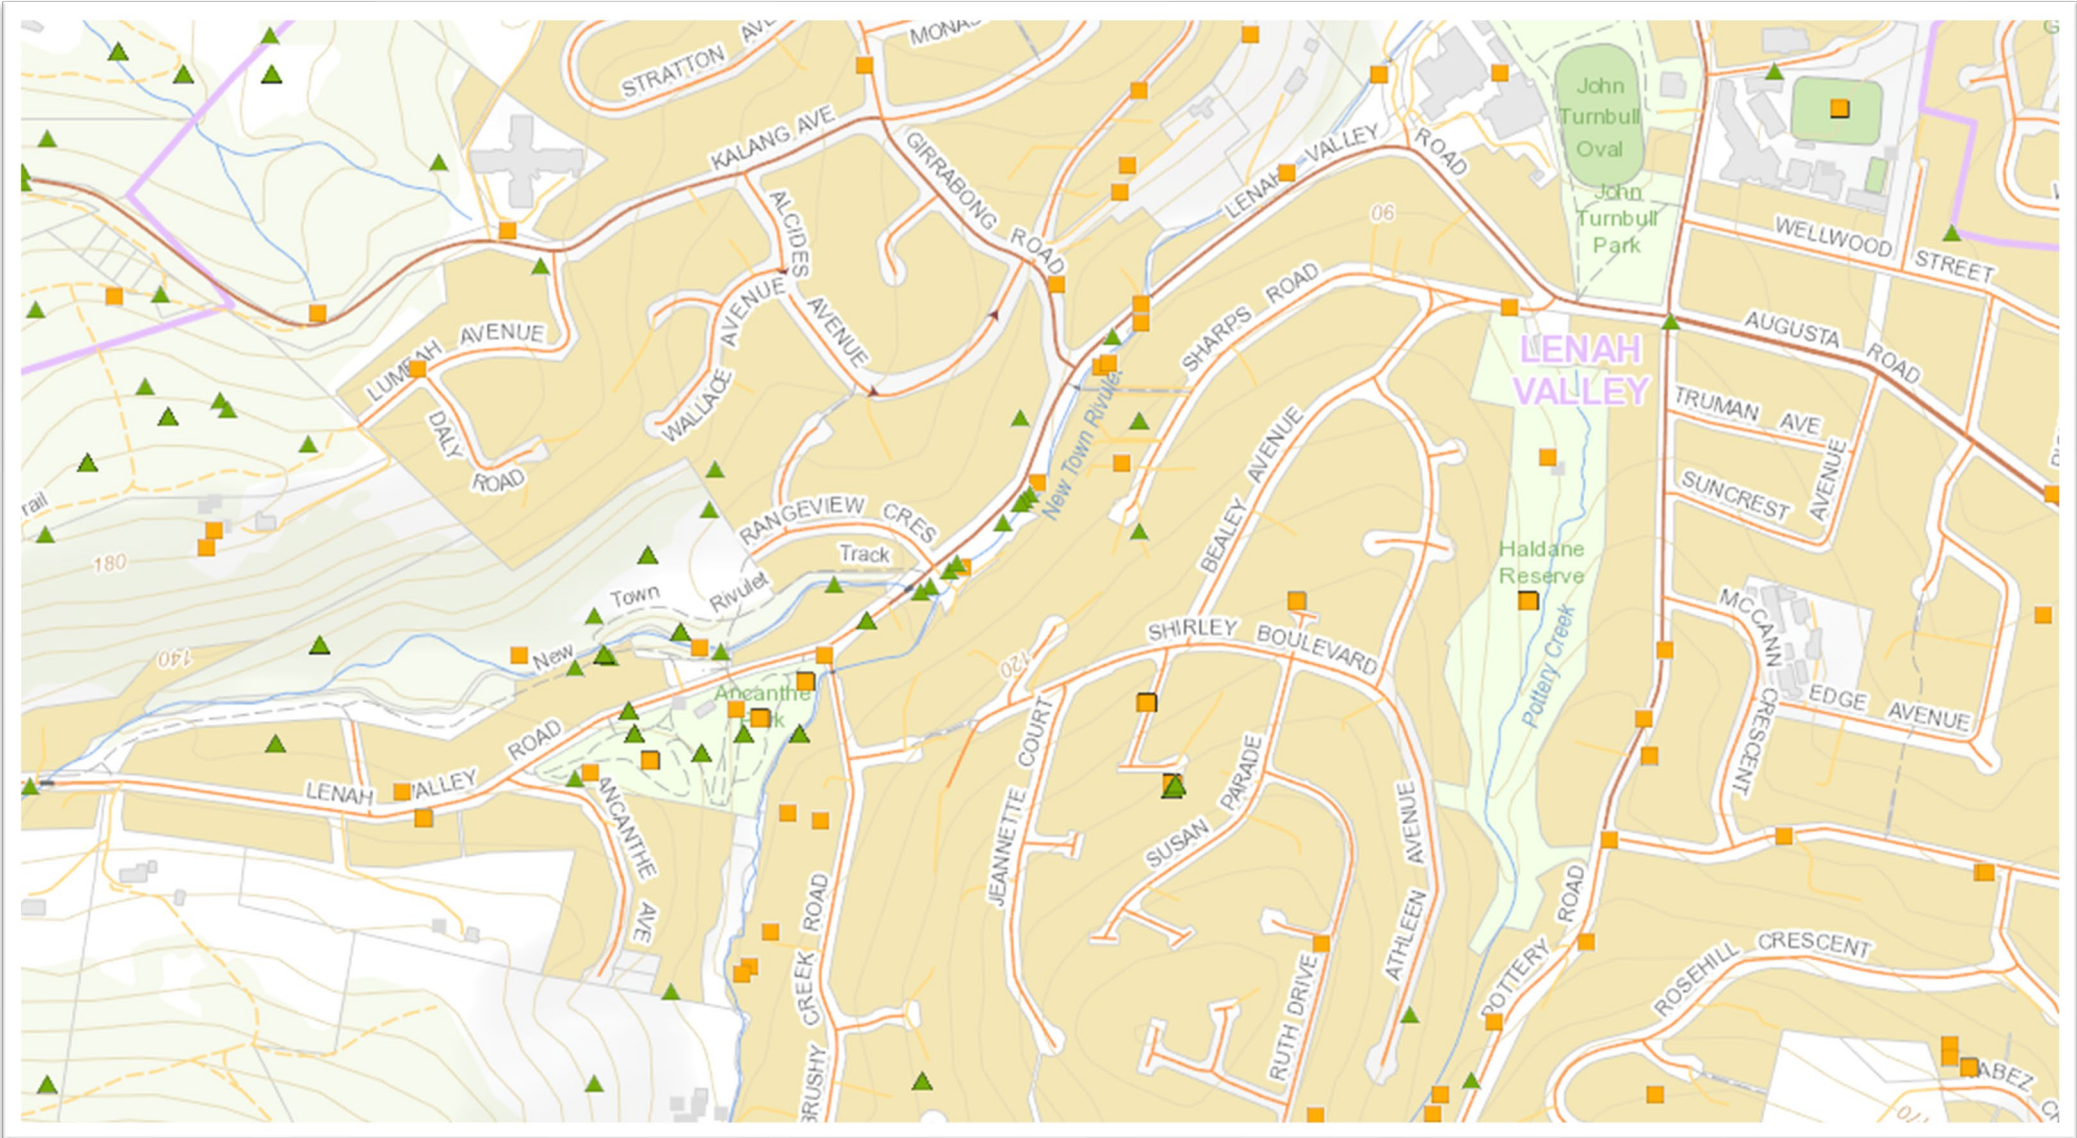 STRATTON AVE
MONAS
KALANG AVE
GIRRABONG ROAD
ALCIDES AVENUE
WALLACE AVENUE
LUMEAH AVENUE
DALY ROAD
LENAH VALLEY ROAD
John
Turnbull
Oval
John
Turnbull
Park
90
WELLWOOD STREET
SHARPS ROAD
LENAH
VALLEY
AUGUSTA ROAD
TRUMAN AVE
SUNCREST AVENUE
New Town Rivulet
BEALEY AVENUE
RANGEVIEW CRES
Track
rail
180
140
New Town Rivulet
Haldane
Reserve
Pottery Creek
MCCANN CRESCENT
EDGE AVENUE
SHIRLEY BOULEVARD
120
Ancanthe
Park
LENAH VALLEY ROAD
ANCANTHE AVE
JEANNETTE COURT
SUSAN PARADE
ATHLEEN AVENUE
BRUSHY CREEK ROAD
RUTH DRIVE
POTTERY ROAD
ROSEHILL CRESCENT
ABEZ
110